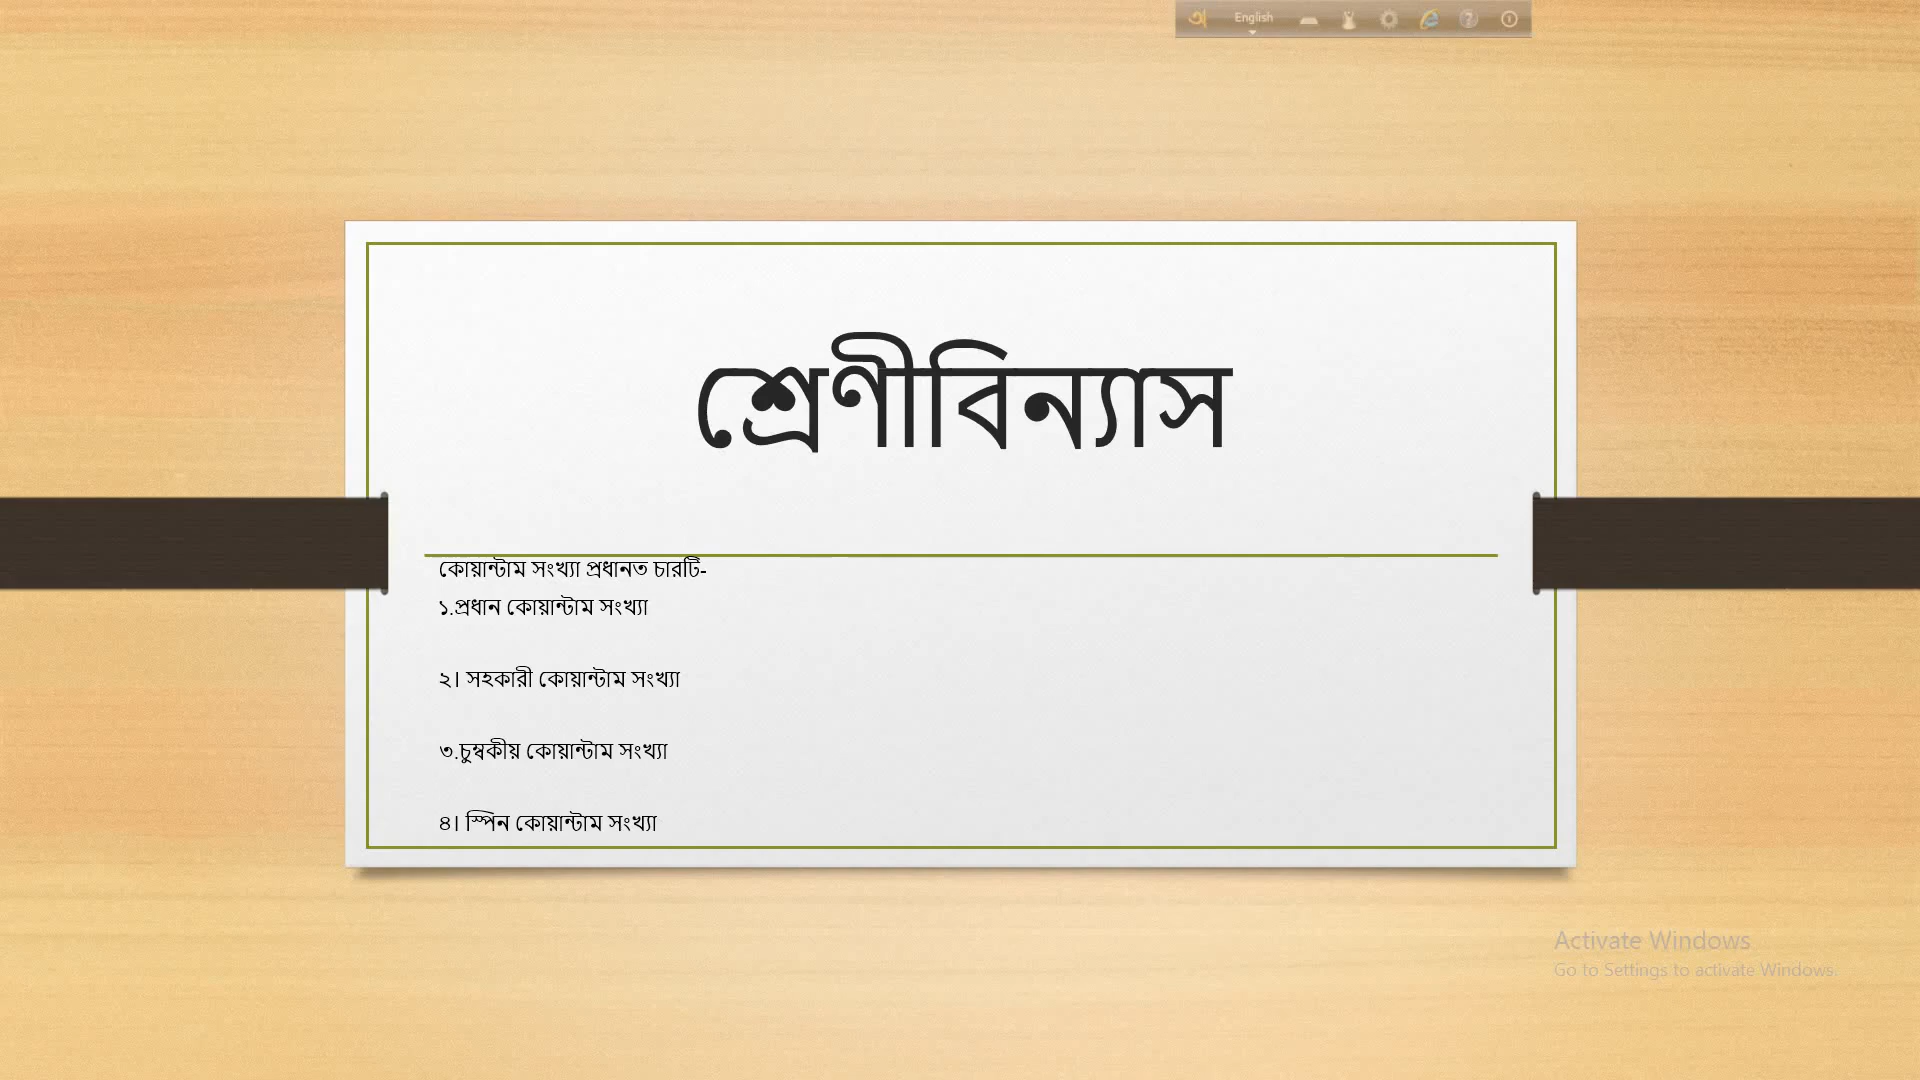 অ English
শ্রেণীবিন্যাস
কোয়ান্টাম সংখ্যা প্রধানত চারটি-
১.প্রধান কোয়ান্টাম সংখ্যা
২। সহকারী কোয়ান্টাম সংখ্যা
৩.চুম্বকীয় কোয়ান্টাম সংখ্যা
৪। স্পিন কোয়ান্টাম সংখ্যা
Activate Windows
Go to Settings to activate Windows.